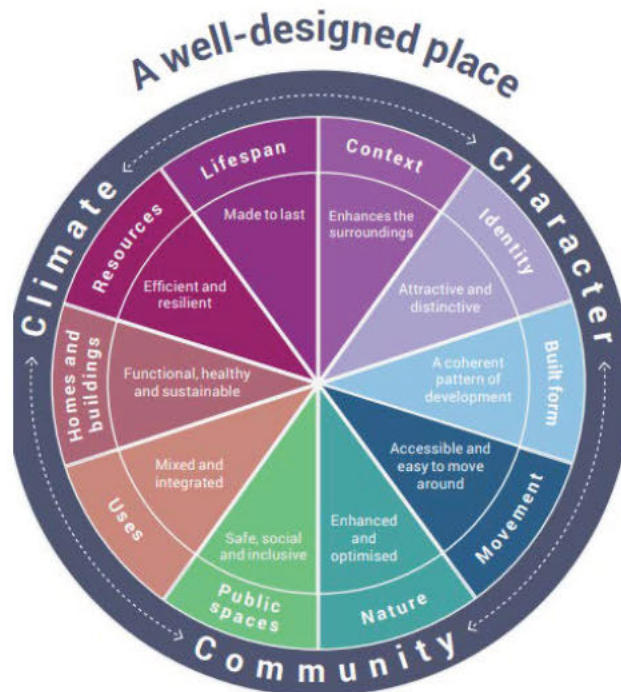 A well-designed place
Climate
Character
Community
Context
Enhances the
surroundings
Identity
Attractive and
distinctive
Built form
A coherent
pattern of
development
Movement
Accessible and
easy to move
around
Nature
Enhanced
and
optimised
Public
spaces
Safe, social
and inclusive
Uses
Mixed and
integrated
Homes and
buildings
Functional, healthy
and sustainable
Resources
Efficient and
resilient
Lifespan
Made to last